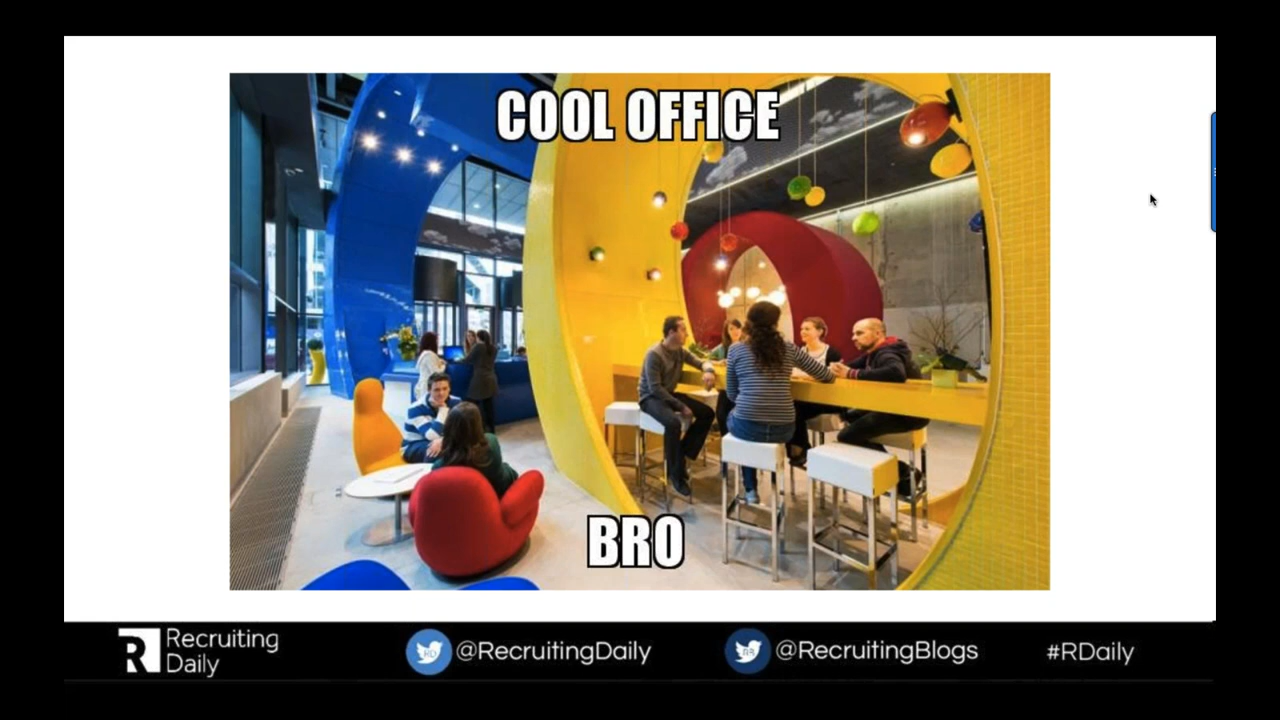 COOL OFFICE
BRO
Recruiting
Daily
@RecruitingDaily
@RecruitingBlogs
#RDaily